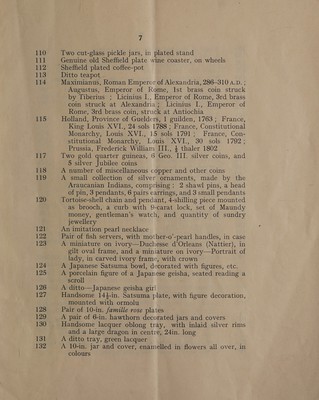 7
110 Two cut-glass pickle jars, in plated stand
111 Genuine old Sheffield plate wine coaster, on wheels
112 Sheffield plated coffee-pot
113 Ditto teapot
114 Maximianus, Roman Emperor of Alexandria, 286-310 A.D. ;
Augustus, Emperor of Rome, 1st brass coin struck
by Tiberius ; Licinius I., Emperor of Rome, 3rd brass
coin struck at Alexandria ; Licinius I., Emperor of
Rome, 3rd brass coin, struck at Antiochia
115 Holland, Province of Guelders, 1 guilden, 1763 ; France,
King Louis XVI., 24 sols 1788 ; France, Constitutional
Monarchy, Louis XVI., 15 sols 1791 ; France, Con-
stitutional Monarchy, Louis XVI., 30 sols 1792 ;
Prussia, Frederick William III., ⅓ thaler 1802
117 Two gold quarter guineas, 6 Geo. III. silver coins, and
5 silver Jubilee coins
118 A number of miscellaneous copper and other coins
119 A small collection of silver ornaments, made by the
Araucanian Indians, comprising : 2 shawl pins, a head
of pin, 3 pendants, 6 pairs earrings, and 3 small pendants
120 Tortoise-shell chain and pendant, 4-shilling piece mounted
as brooch, a curb with 9-carat lock, set of Maundy
money, gentleman's watch, and quantity of sundry
jewellery
121 An imitation pearl necklace
122 Pair of fish servers, with mother-o'-pearl handles, in case
123 A miniature on ivory—Duchesse d'Orleans (Nattier), in
gilt oval frame, and a miniature on ivory—Portrait of
lady, in carved ivory frame, with crown
124 A Japanese Satsuma bowl, decorated with figures, etc.
125 A porcelain figure of a Japanese geisha, seated reading a
scroll
126 A ditto—Japanese geisha girl
127 Handsome 14½-in. Satsuma plate, with figure decoration,
mounted with ormolu
128 Pair of 10-in. famille rose plates
129 A pair of 6-in. hawthorn decorated jars and covers
130 Handsome lacquer oblong tray, with inlaid silver rims
and a large dragon in centre, 24in. long
131 A ditto tray, green lacquer
132 A 10-in. jar and cover, enamelled in flowers all over, in
colours